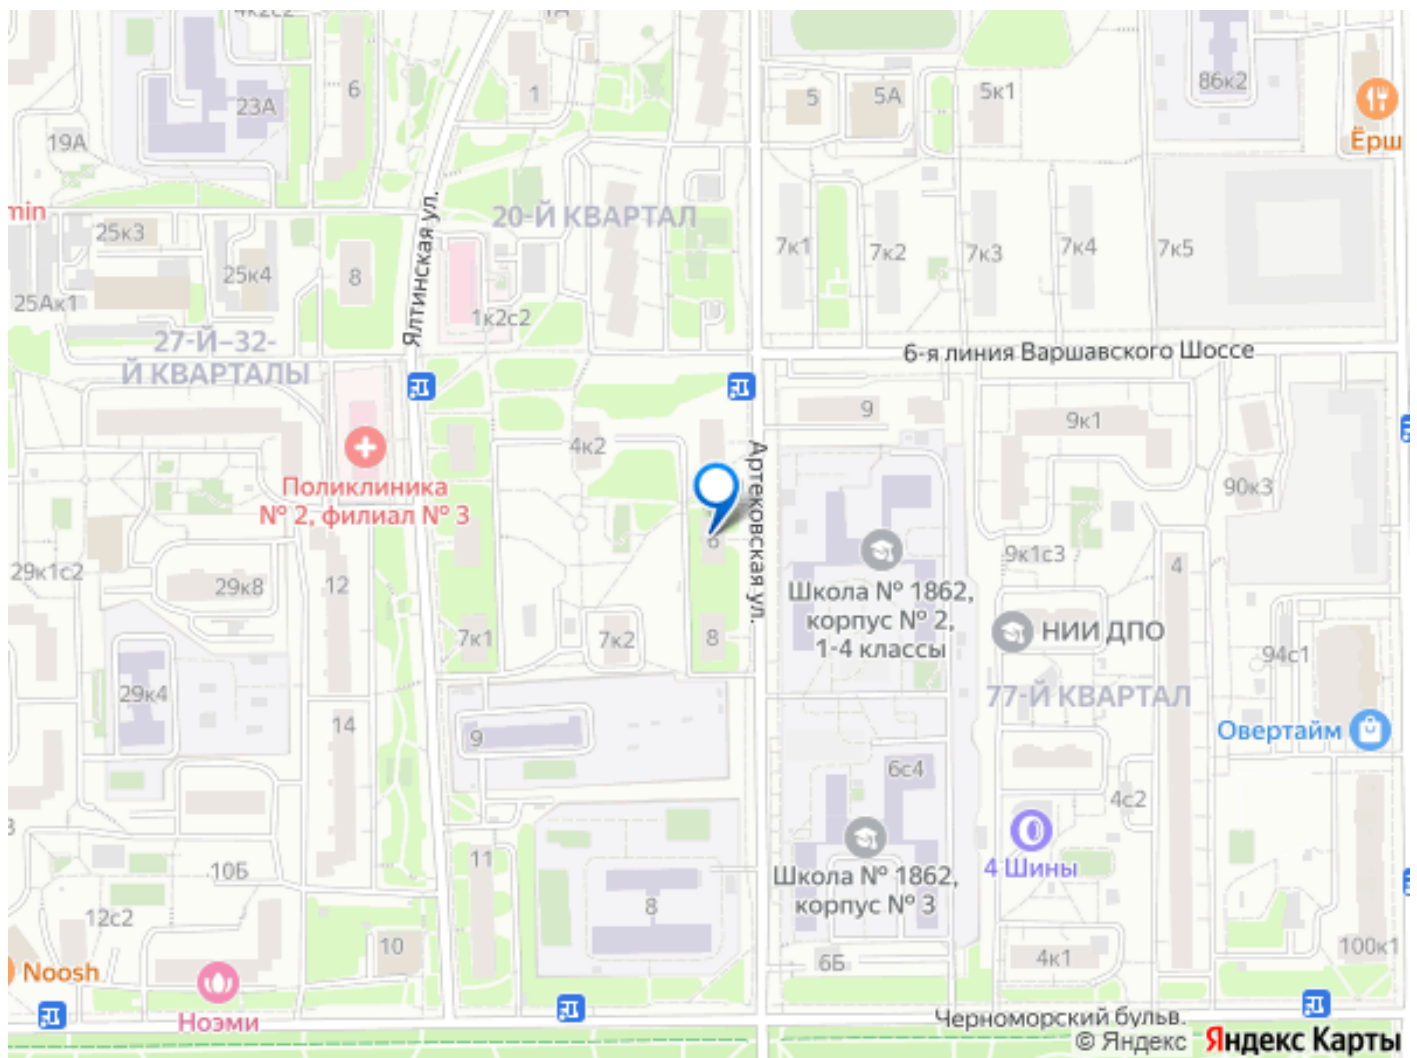 4к2с2
1А
23А
6
1
5
5А
5к1
86к2
Ёрш
19А
min
25к3
20-Й КВАРТАЛ
Ялтинская ул.
25к4
8
7к1
7к2
7к3
7к4
7к5
25Ак1
1к2с2
27-Й–32-
Й КВАРТАЛЫ
6-я линия Варшавского Шоссе
9
9к1
4к2
Артековская ул.
Поликлиника
№ 2, филиал № 3
90к3
6
29к1с2
29к8
12
Школа № 1862,
корпус № 2,
1-4 классы
9к1с3
4
7к1
7к2
8
НИИ ДПО
94с1
29к4
77-Й КВАРТАЛ
14
9
Овертайм
6с4
4с2
4 Шины
10Б
11
Школа № 1862,
корпус № 3
12с2
8
10
6Б
4к1
100к1
Noosh
Ноэми
Черноморский бульв.
© Яндекс Яндекс Карты